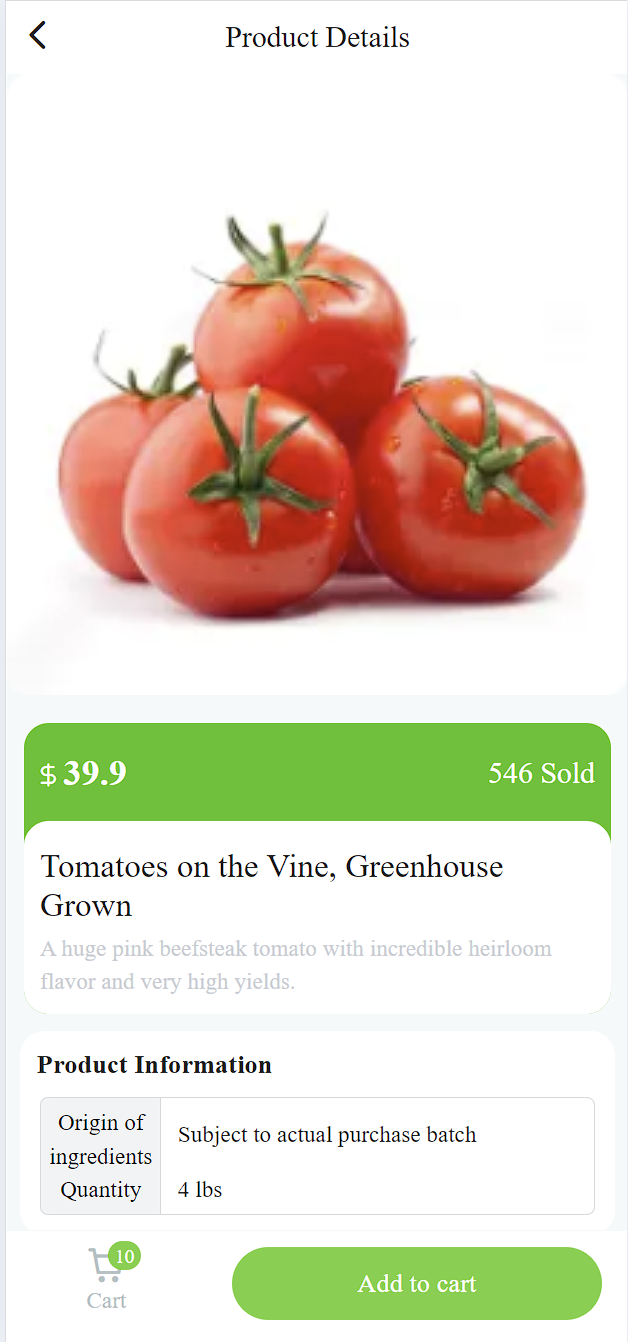 Product Details
$ 39.9
546 Sold
Tomatoes on the Vine, Greenhouse
Grown
A huge pink beefsteak tomato with incredible heirloom
flavor and very high yields.
Product Information
Origin of
ingredients
Subject to actual purchase batch
Quantity
4 lbs
10
Cart
Add to cart